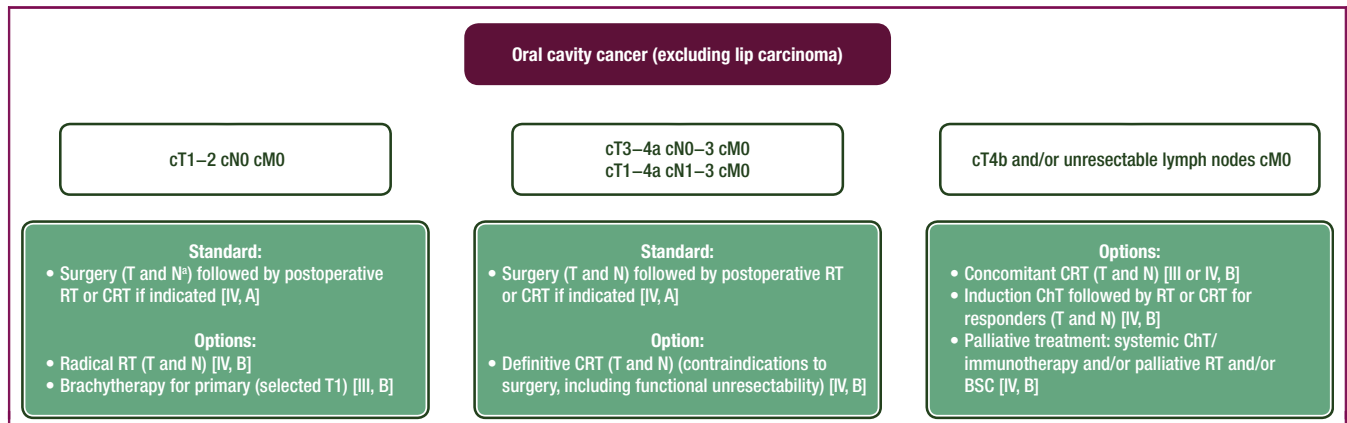 Oral cavity cancer (excluding lip carcinoma)
cT1–2 cN0 cM0
cT3–4a cN0–3 cM0
cT1–4a cN1–3 cM0
cT4b and/or unresectable lymph nodes cM0
Standard:
• Surgery (T and Nᵃ) followed by postoperative
RT or CRT if indicated [IV, A]
Options:
• Radical RT (T and N) [IV, B]
• Brachytherapy for primary (selected T1) [III, B]
Standard:
• Surgery (T and N) followed by postoperative RT
or CRT if indicated [IV, A]
Option:
• Definitive CRT (T and N) (contraindications to
surgery, including functional unresectability) [IV, B]
Options:
• Concomitant CRT (T and N) [III or IV, B]
• Induction ChT followed by RT or CRT for
responders (T and N) [IV, B]
• Palliative treatment: systemic ChT/
immunotherapy and/or palliative RT and/or
BSC [IV, B]